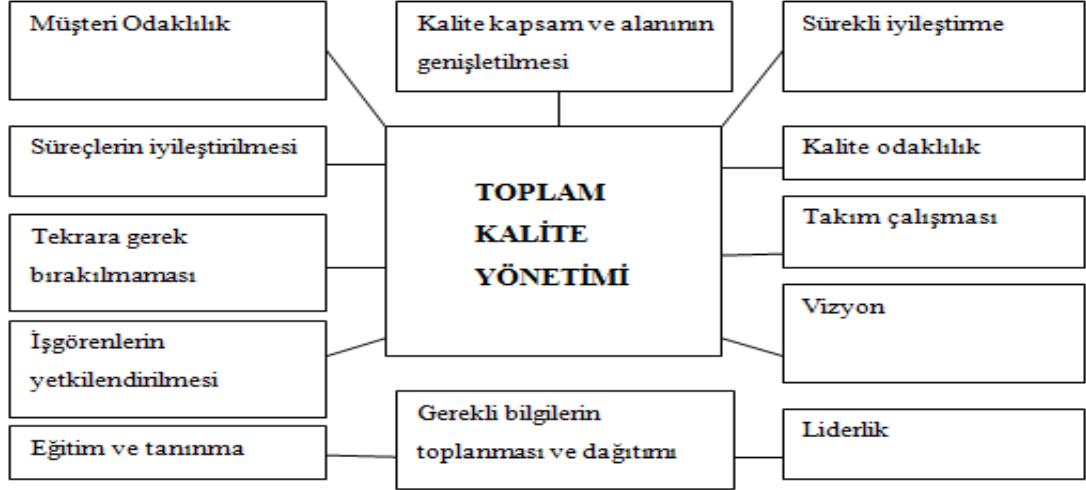 Müşteri Odaklılık
Kalite kapsam ve alanının
genişletilmesi
Sürekli iyileştirme
Süreçlerin iyileştirilmesi
Kalite odaklılık
TOPLAM
KALİTE
YÖNETİMİ
Takım çalışması
Tekrara gerek
bırakılmaması
Vizyon
İşgörenlerin
yetkilendirilmesi
Gerekli bilgilerin
toplanması ve dağıtımı
Eğitim ve tanınma
Liderlik